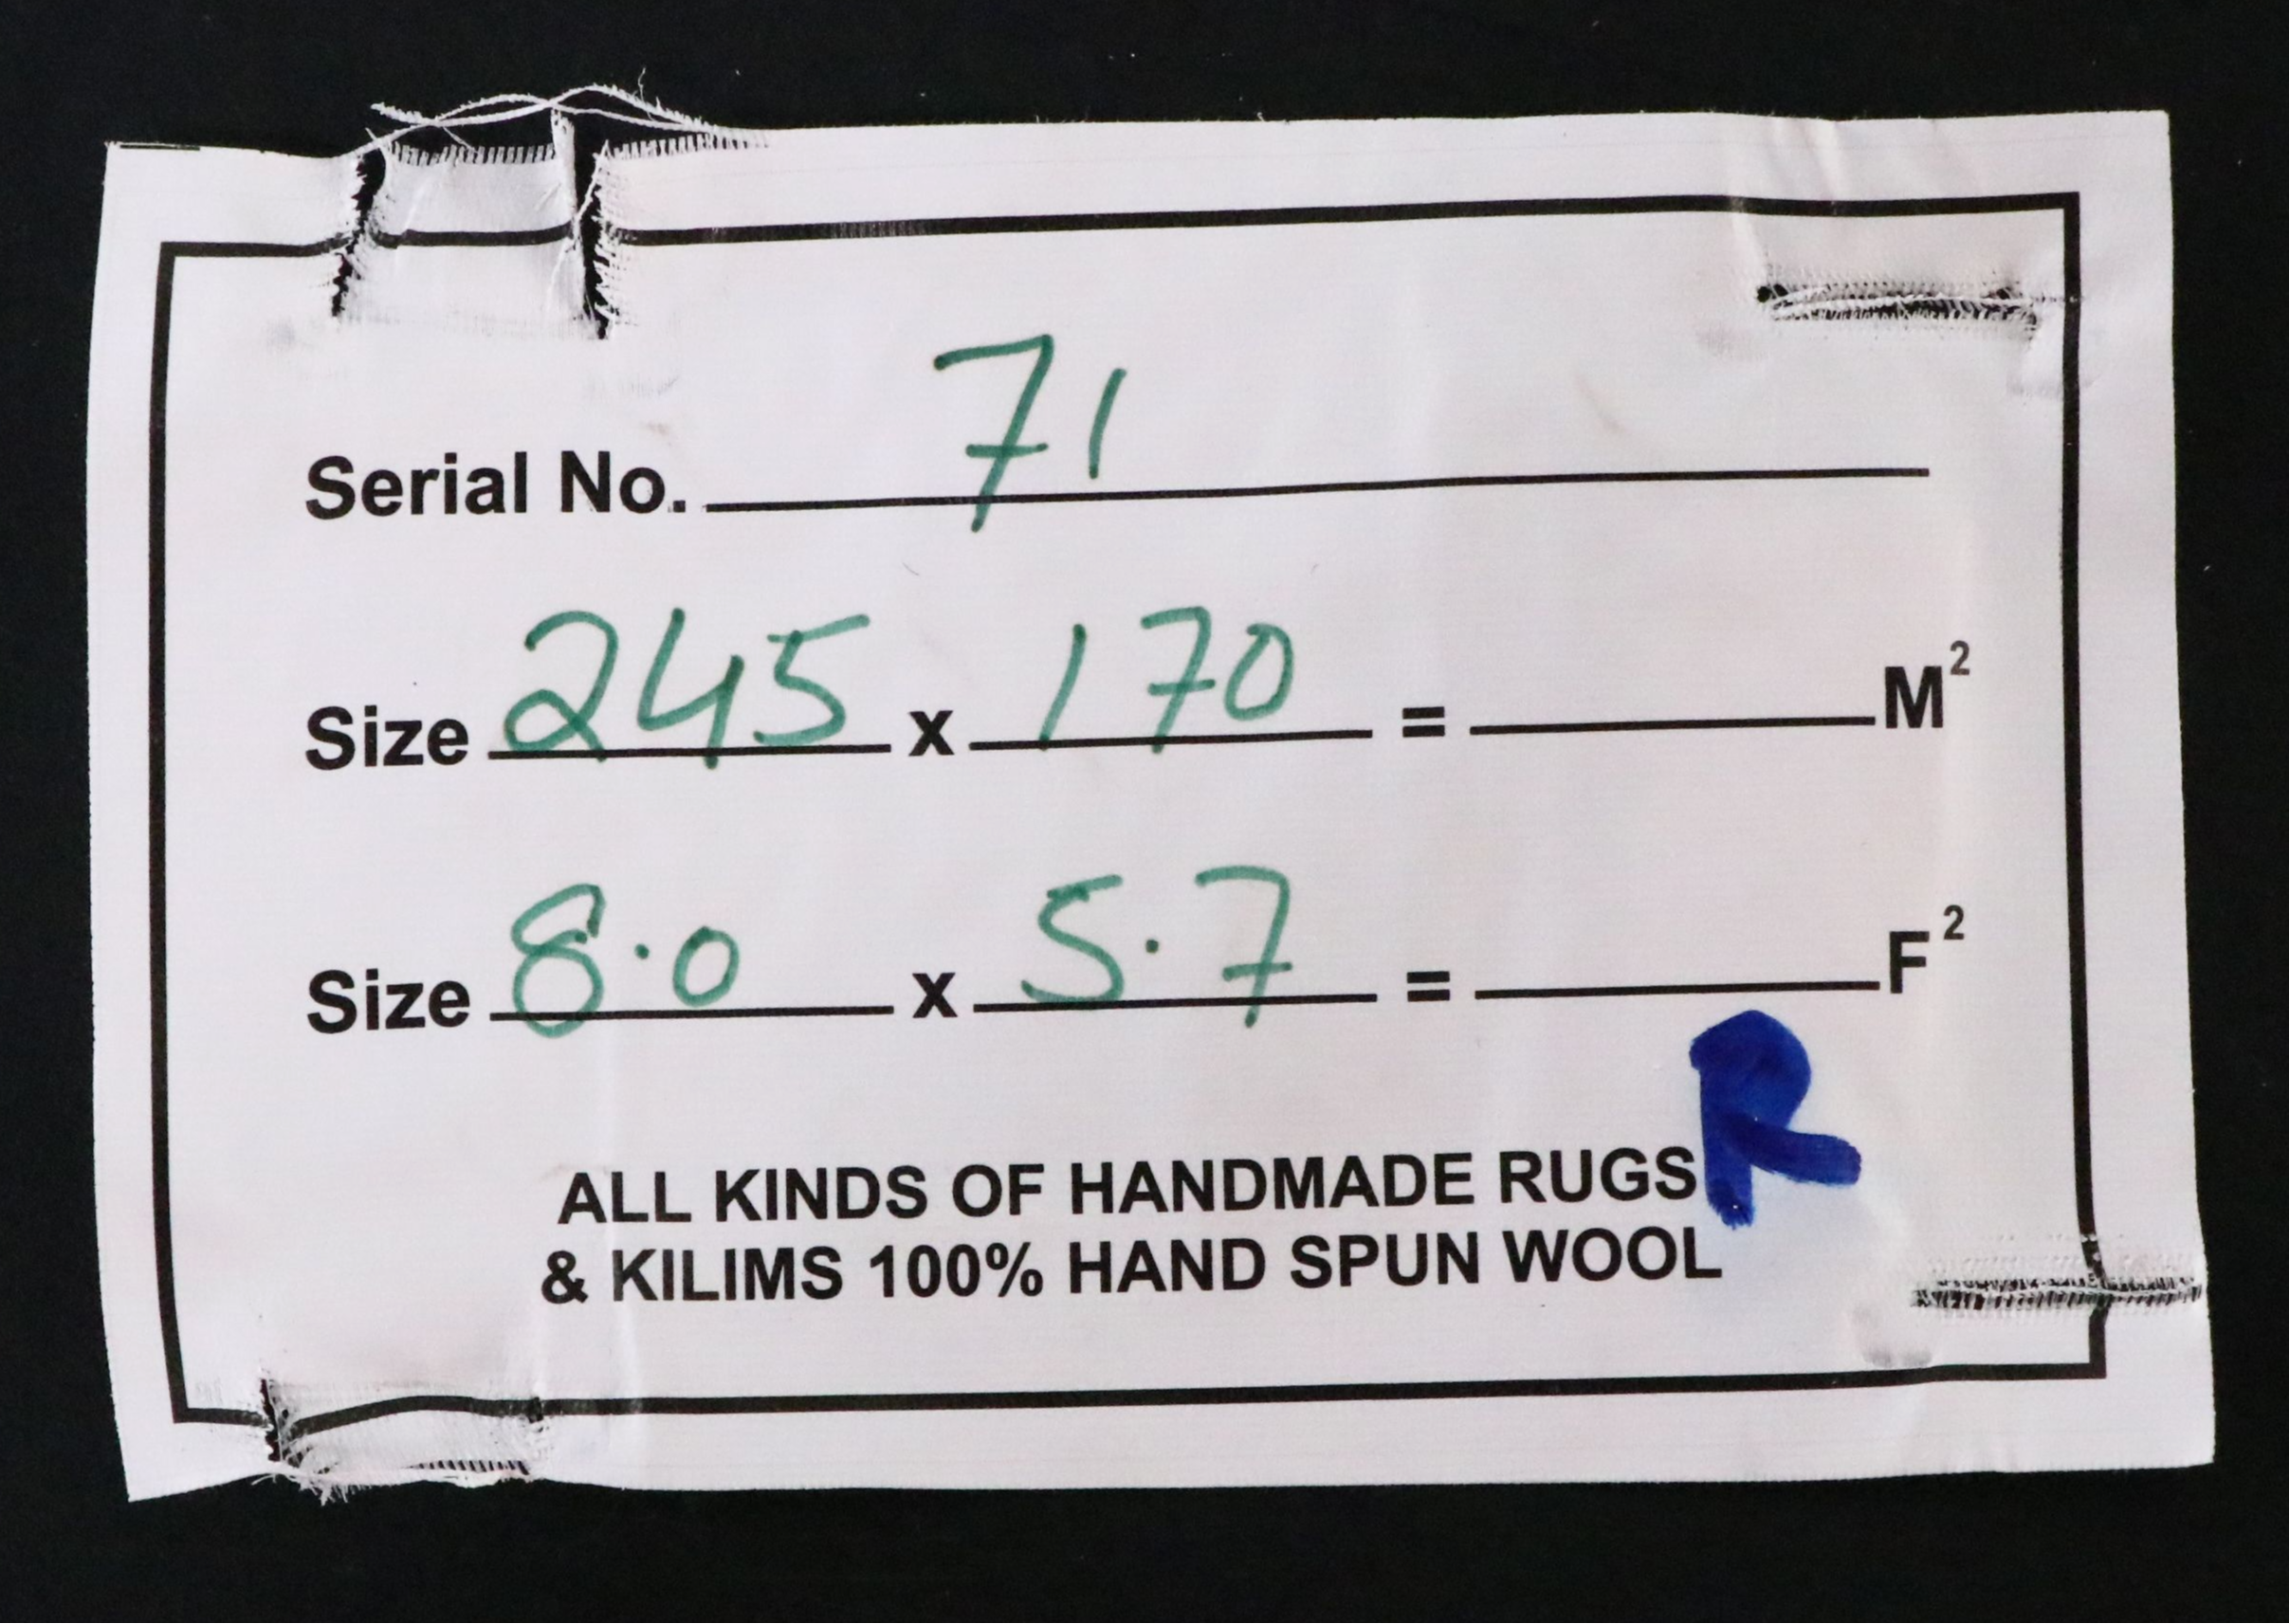 Serial No. 71
Size 245 x 170 = M²
Size 8.0 x 5.7 = F²
R
ALL KINDS OF HANDMADE RUGS
& KILIMS 100% HAND SPUN WOOL